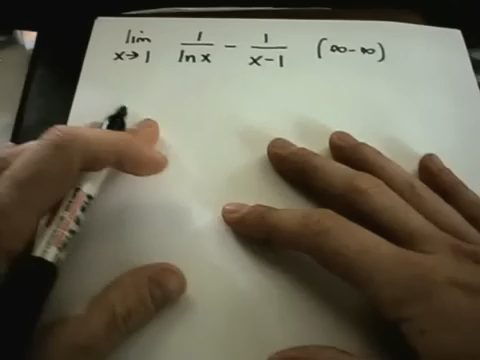 lim x→1 1/ln x − 1/x−1 (∞−∞)